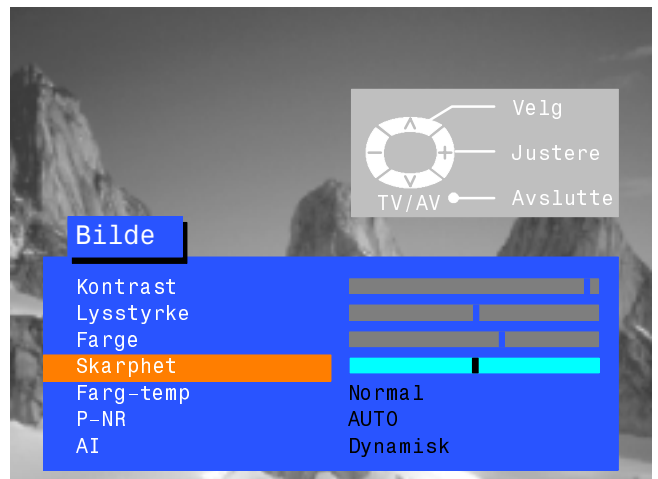 Velg
Justere
TV/AV Avslutte
Bilde
Kontrast
Lysstyrke
Farge
Skarphet
Farg-temp Normal
P-NR AUTO
AI Dynamisk